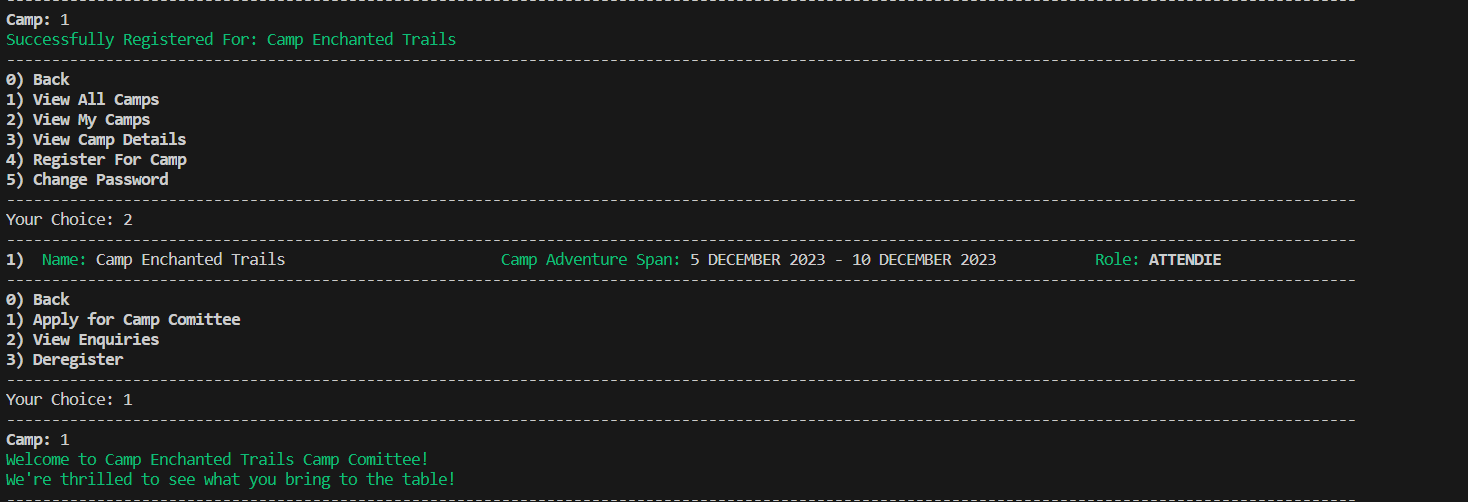 Camp: 1
Successfully Registered For: Camp Enchanted Trails
------------------------------------------------------------------------------------------------------------------------------------------------------
0) Back
1) View All Camps
2) View My Camps
3) View Camp Details
4) Register For Camp
5) Change Password
------------------------------------------------------------------------------------------------------------------------------------------------------
Your Choice: 2
------------------------------------------------------------------------------------------------------------------------------------------------------
1)  Name: Camp Enchanted Trails                        Camp Adventure Span: 5 DECEMBER 2023 - 10 DECEMBER 2023           Role: ATTENDIE
------------------------------------------------------------------------------------------------------------------------------------------------------
0) Back
1) Apply for Camp Comittee
2) View Enquiries
3) Deregister
------------------------------------------------------------------------------------------------------------------------------------------------------
Your Choice: 1
------------------------------------------------------------------------------------------------------------------------------------------------------
Camp: 1
Welcome to Camp Enchanted Trails Camp Comittee!
We're thrilled to see what you bring to the table!
------------------------------------------------------------------------------------------------------------------------------------------------------